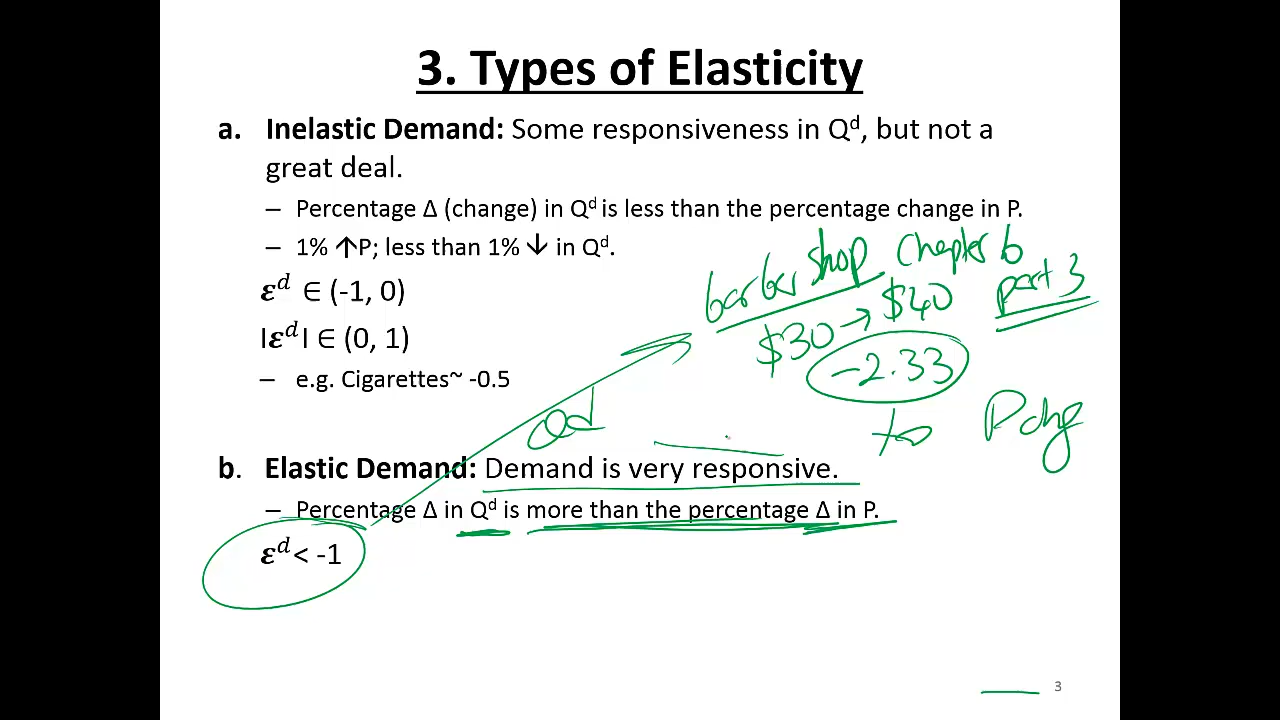 3. Types of Elasticity
a. Inelastic Demand: Some responsiveness in Qᵈ, but not a
great deal.
– Percentage Δ (change) in Qᵈ is less than the percentage change in P.
– 1% ↑P; less than 1% ↓ in Qᵈ.
barber shop Chapter 6
part 3
εᵈ ∈ (-1, 0)
$30 → $40
|εᵈ| ∈ (0, 1)
-2.33
– e.g. Cigarettes~ -0.5
Qd to P chg
b. Elastic Demand: Demand is very responsive.
– Percentage Δ in Qᵈ is more than the percentage Δ in P.
εᵈ < -1
3